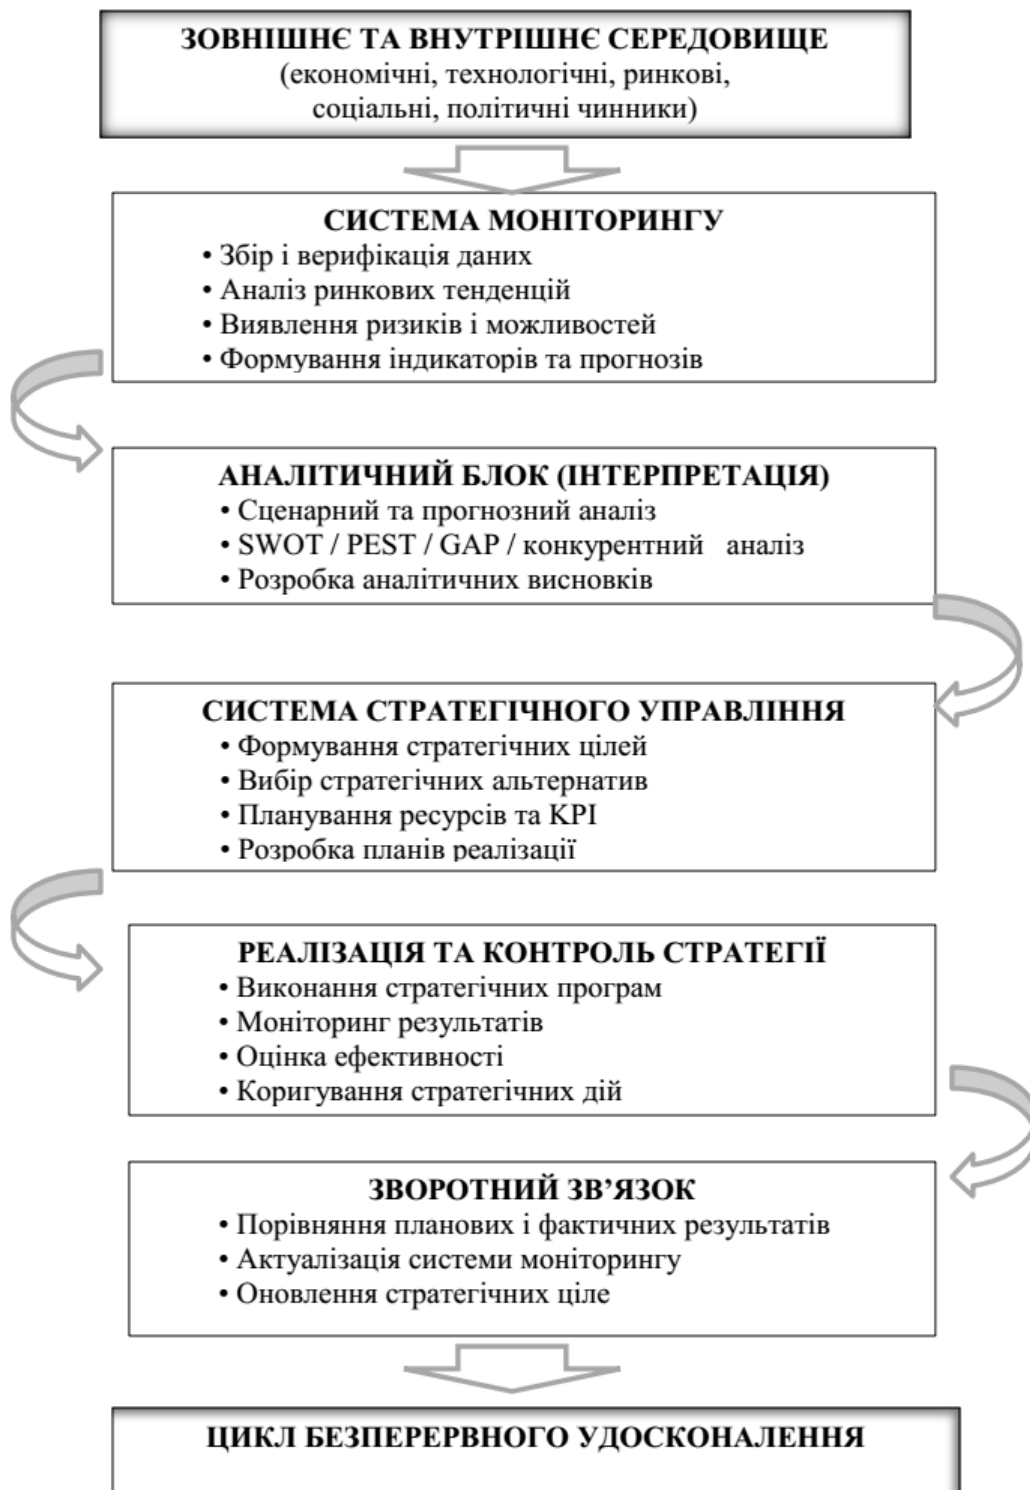 ЗОВНІШНЄ ТА ВНУТРІШНЄ СЕРЕДОВИЩЕ
(економічні, технологічні, ринкові,
соціальні, політичні чинники)
СИСТЕМА МОНІТОРИНГУ
• Збір і верифікація даних
• Аналіз ринкових тенденцій
• Виявлення ризиків і можливостей
• Формування індикаторів та прогнозів
АНАЛІТИЧНИЙ БЛОК (ІНТЕРПРЕТАЦІЯ)
• Сценарний та прогнозний аналіз
• SWOT / PEST / GAP / конкурентний аналіз
• Розробка аналітичних висновків
СИСТЕМА СТРАТЕГІЧНОГО УПРАВЛІННЯ
• Формування стратегічних цілей
• Вибір стратегічних альтернатив
• Планування ресурсів та KPI
• Розробка планів реалізації
РЕАЛІЗАЦІЯ ТА КОНТРОЛЬ СТРАТЕГІЇ
• Виконання стратегічних програм
• Моніторинг результатів
• Оцінка ефективності
• Коригування стратегічних дій
ЗВОРОТНИЙ ЗВ’ЯЗОК
• Порівняння планових і фактичних результатів
• Актуалізація системи моніторингу
• Оновлення стратегічних ціле
ЦИКЛ БЕЗПЕРЕРВНОГО УДОСКОНАЛЕННЯ